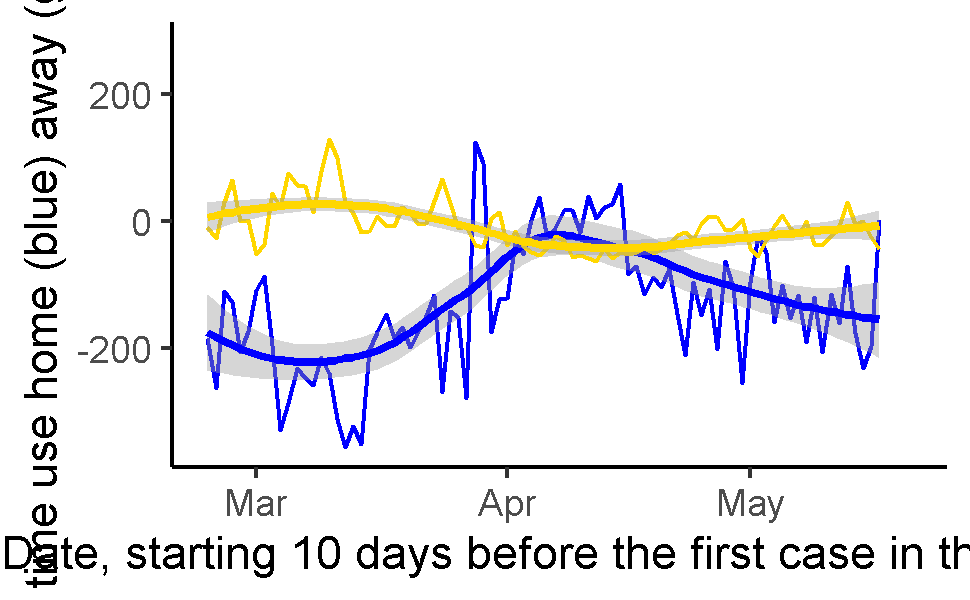 time use home (blue) away (
200
0
-200
Mar Apr May
Date, starting 10 days before the first case in